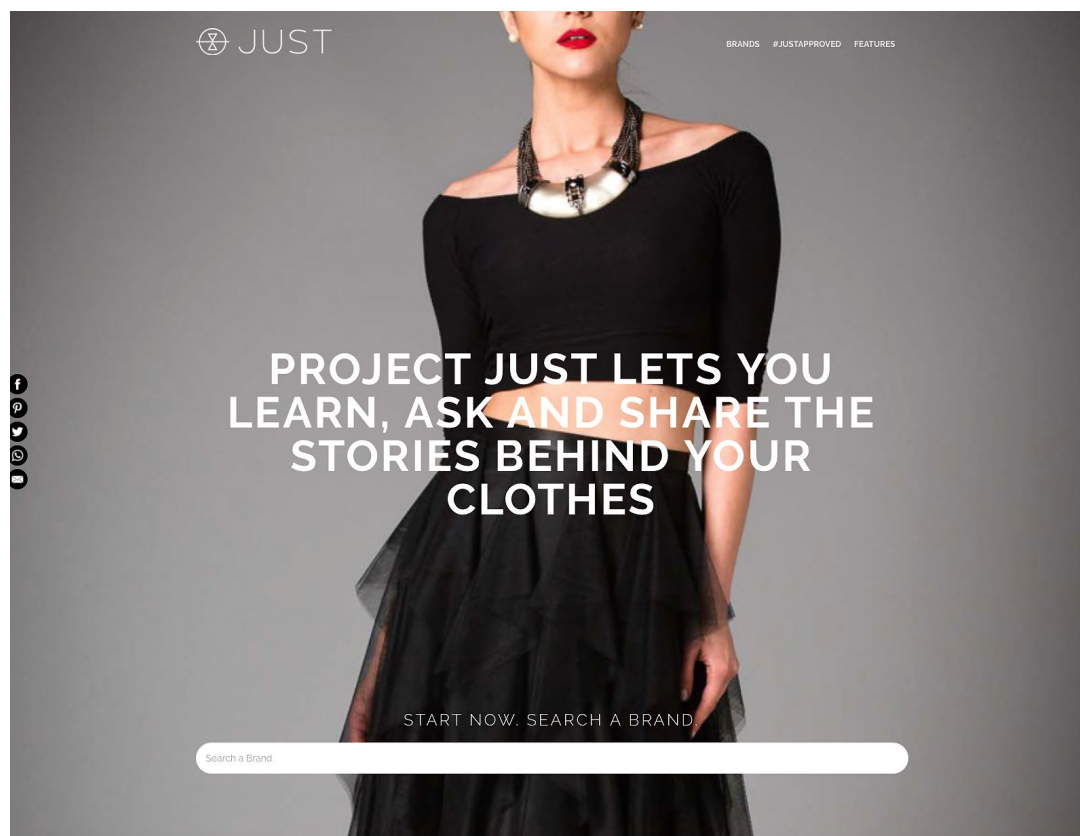 JUST
BRANDS #JUSTAPPROVED FEATURES
PROJECT JUST LETS YOU
LEARN, ASK AND SHARE THE
STORIES BEHIND YOUR
CLOTHES
START NOW. SEARCH A BRAND.
Search a Brand